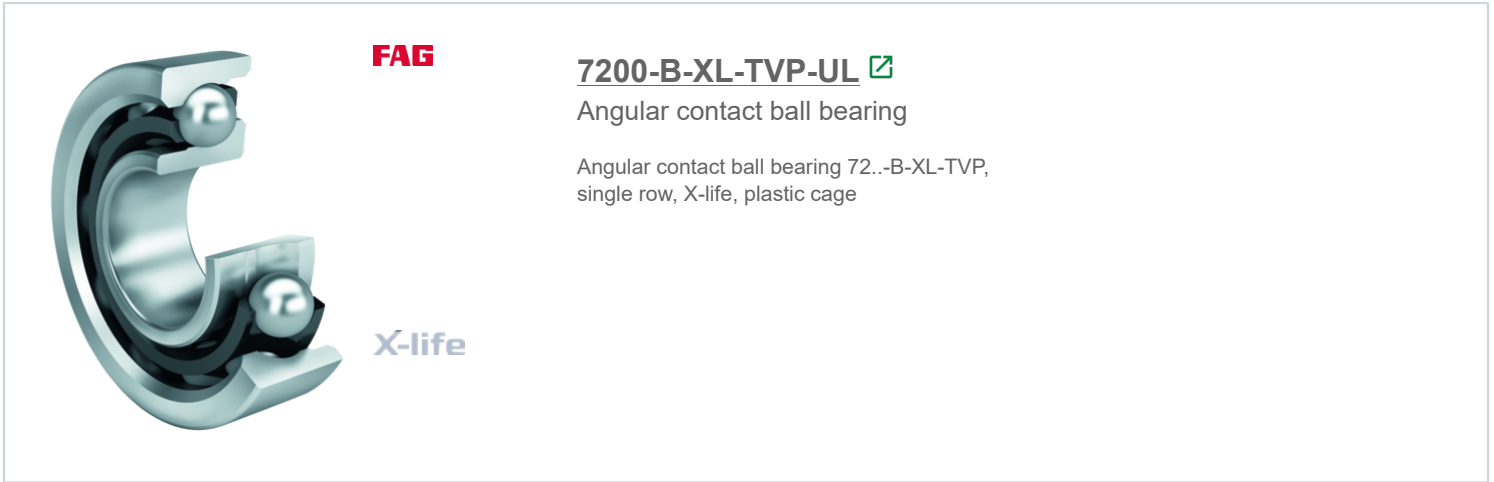 FAG
7200-B-XL-TVP-UL
Angular contact ball bearing
Angular contact ball bearing 72..-B-XL-TVP,
single row, X-life, plastic cage
X-life